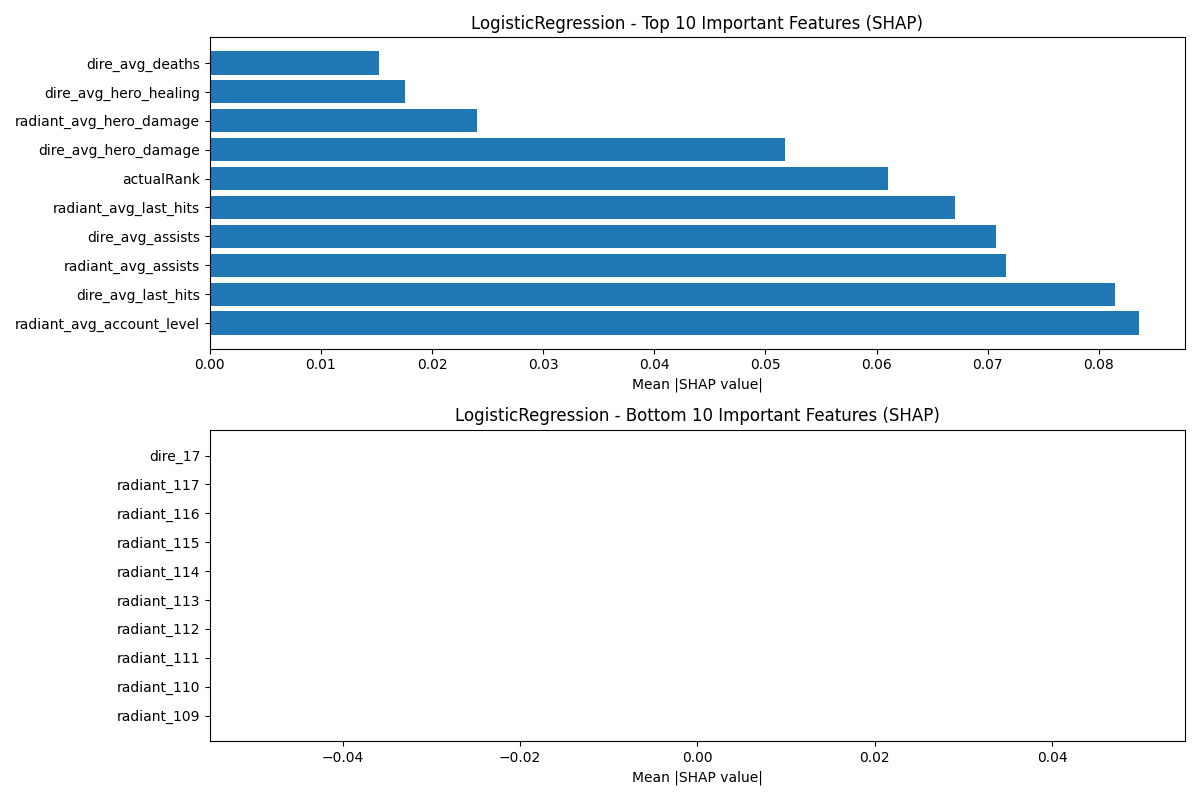 LogisticRegression - Top 10 Important Features (SHAP)
dire_avg_deaths
dire_avg_hero_healing
radiant_avg_hero_damage
dire_avg_hero_damage
actualRank
radiant_avg_last_hits
dire_avg_assists
radiant_avg_assists
dire_avg_last_hits
radiant_avg_account_level
0.00 0.01 0.02 0.03 0.04 0.05 0.06 0.07 0.08
Mean |SHAP value|
LogisticRegression - Bottom 10 Important Features (SHAP)
dire_17
radiant_117
radiant_116
radiant_115
radiant_114
radiant_113
radiant_112
radiant_111
radiant_110
radiant_109
−0.04 −0.02 0.00 0.02 0.04
Mean |SHAP value|